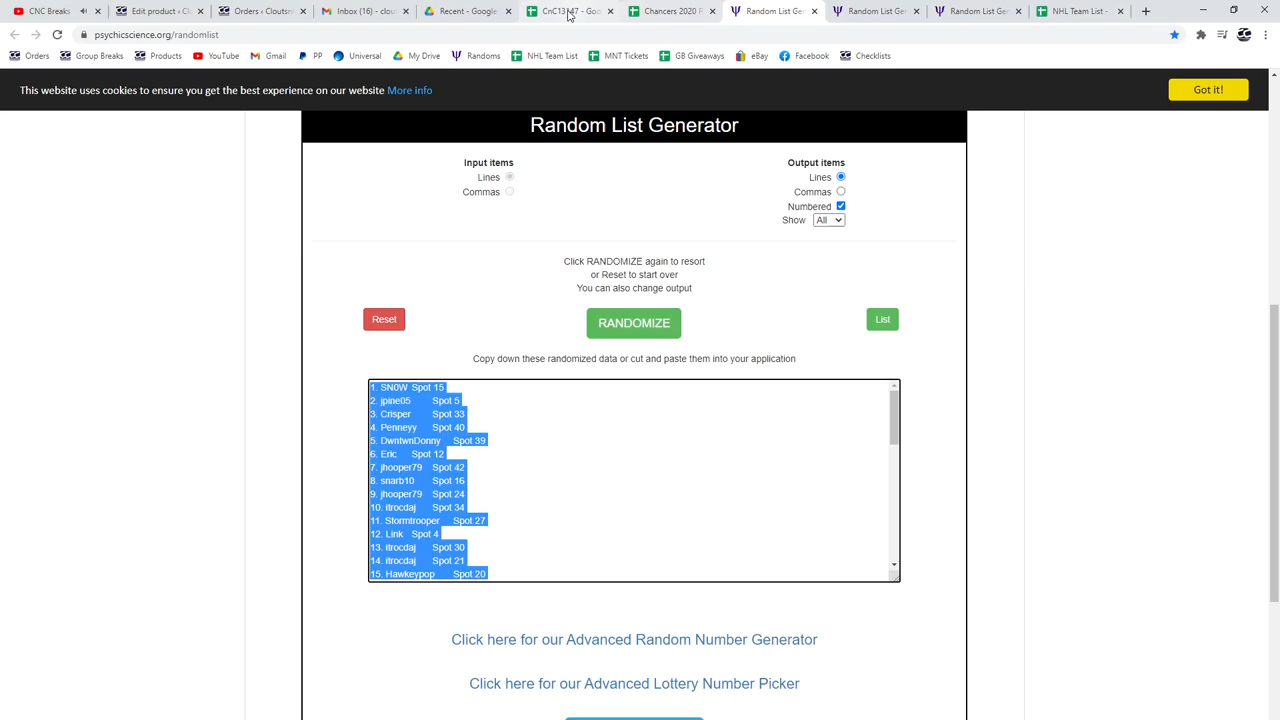 CNC Breaks
Edit product ‹ C
Orders ‹ Cloutsn
Inbox (16) - clout
Recent - Google
CnC1347 - Goo
Chancers 2020 P
Random List Ger
Random List Ger
Random List Gen
NHL Team List -
psychicscience.org/randomlist
Orders
Group Breaks
Products
YouTube
Gmail
PP
Universal
My Drive
Randoms
NHL Team List
MNT Tickets
GB Giveaways
eBay
Facebook
Checklists
This website uses cookies to ensure you get the best experience on our website More info
Got it!
Random List Generator
Input items
Lines
Commas
Output items
Lines
Commas
Numbered
Show All
Click RANDOMIZE again to resort
or Reset to start over
You can also change output
Reset
RANDOMIZE
List
Copy down these randomized data or cut and paste them into your application
1. SN0W Spot 15
2. jpine05 Spot 5
3. Crisper Spot 33
4. Penneyy Spot 40
5. DwntwnDonny Spot 39
6. Eric Spot 12
7. jhooper79 Spot 42
8. snarb10 Spot 16
9. jhooper79 Spot 24
10. itrocdaj Spot 34
11. Stormtrooper Spot 27
12. Link Spot 4
13. itrocdaj Spot 30
14. itrocdaj Spot 21
15. Hawkeypop Spot 20
Click here for our Advanced Random Number Generator
Click here for our Advanced Lottery Number Picker